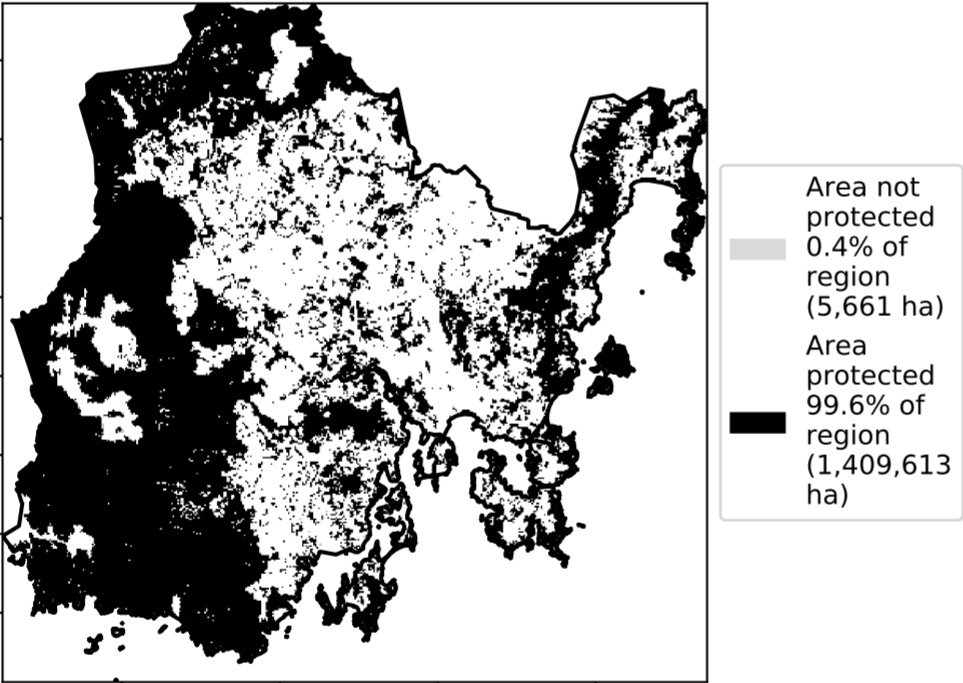 Area not
protected
0.4% of
region
(5,661 ha)
Area
protected
99.6% of
region
(1,409,613
ha)